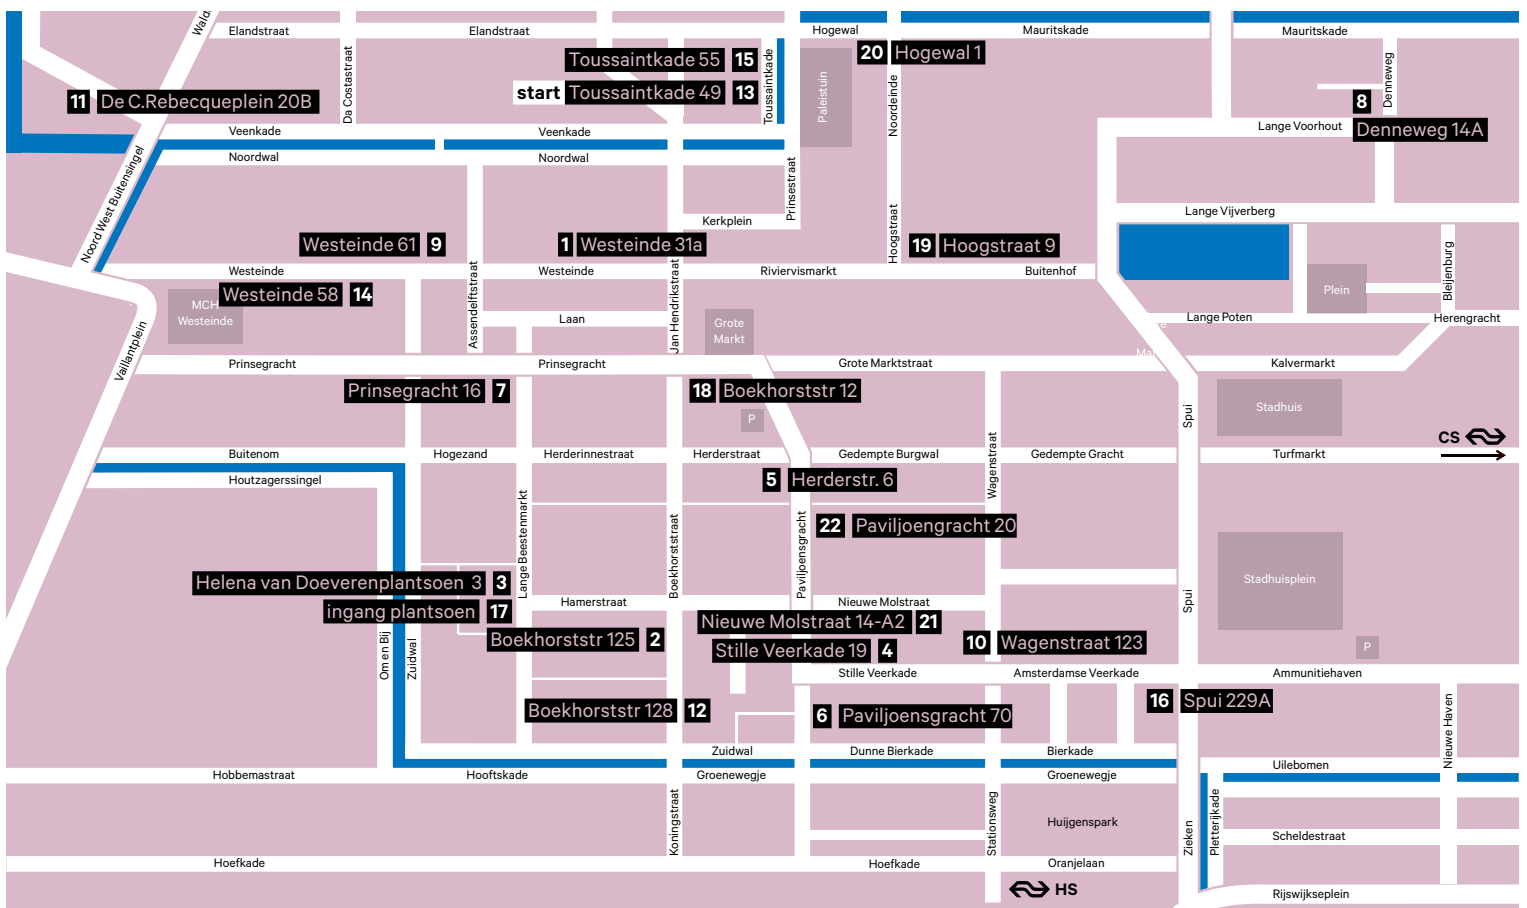 Wald
Elandstraat
Elandstraat
Hogewal
Mauritskade
Mauritskade
Da Costastraat
Toussaintkade 55 15
start Toussaintkade 49 13
Toussaintkade
Paleistuin
20 Hogewal 1
Noordeinde
Denneweg
11 De C.Rebecqueplein 20B
8
Denneweg 14A
Lange Voorhout
Veenkade
Veenkade
Noordwal
Noordwal
Noord West Buitensingel
Prinsestraat
Kerkplein
Hoogstraat
Lange Vijverberg
Westeinde 61 9
1 Westeinde 31a
19 Hoogstraat 9
Westeinde
Westeinde
Riviervismarkt
Buitenhof
Bleijenburg
Assendelftstraat
Jan Hendrikstraat
Westeinde 58 14
MCH
Westeinde
Plein
Laan
Grote
Markt
Lange Poten
Herengracht
Vaillantplein
Prinsegracht
Prinsegracht
Grote Marktstraat
Kalvermarkt
Prinsegracht 16 7
18 Boekhorststr 12
P
Spui
Stadhuis
CS
Buitenom
Hogezand
Herderinnestraat
Herderstraat
Gedempte Burgwal
Gedempte Gracht
Turfmarkt
Wagenstraat
Houtzagerssingel
5 Herderstr. 6
Lange Beestenmarkt
Boekhorststraat
Paviljoensgracht
22 Paviljoengracht 20
Helena van Doeverenplantsoen 3 3
ingang plantsoen 17
Hamerstraat
Nieuwe Molstraat
Spui
Stadhuisplein
Nieuwe Molstraat 14-A2 21
Boekhorststr 125 2
Stille Veerkade 19 4
10 Wagenstraat 123
P
Om en Bij
Zuidwal
Stille Veerkade
Amsterdamse Veerkade
Ammunitiehaven
Boekhorststr 128 12
6 Paviljoensgracht 70
16 Spui 229A
Nieuwe Haven
Zuidwal
Dunne Bierkade
Bierkade
Uilebomen
Hobbemastraat
Hooftskade
Groenewegje
Groenewegje
Koningstraat
Stationsweg
Huijgenspark
Zieken
Pletterijkade
Scheldestraat
Hoefkade
Hoefkade
Oranjelaan
HS
Rijswijkseplein